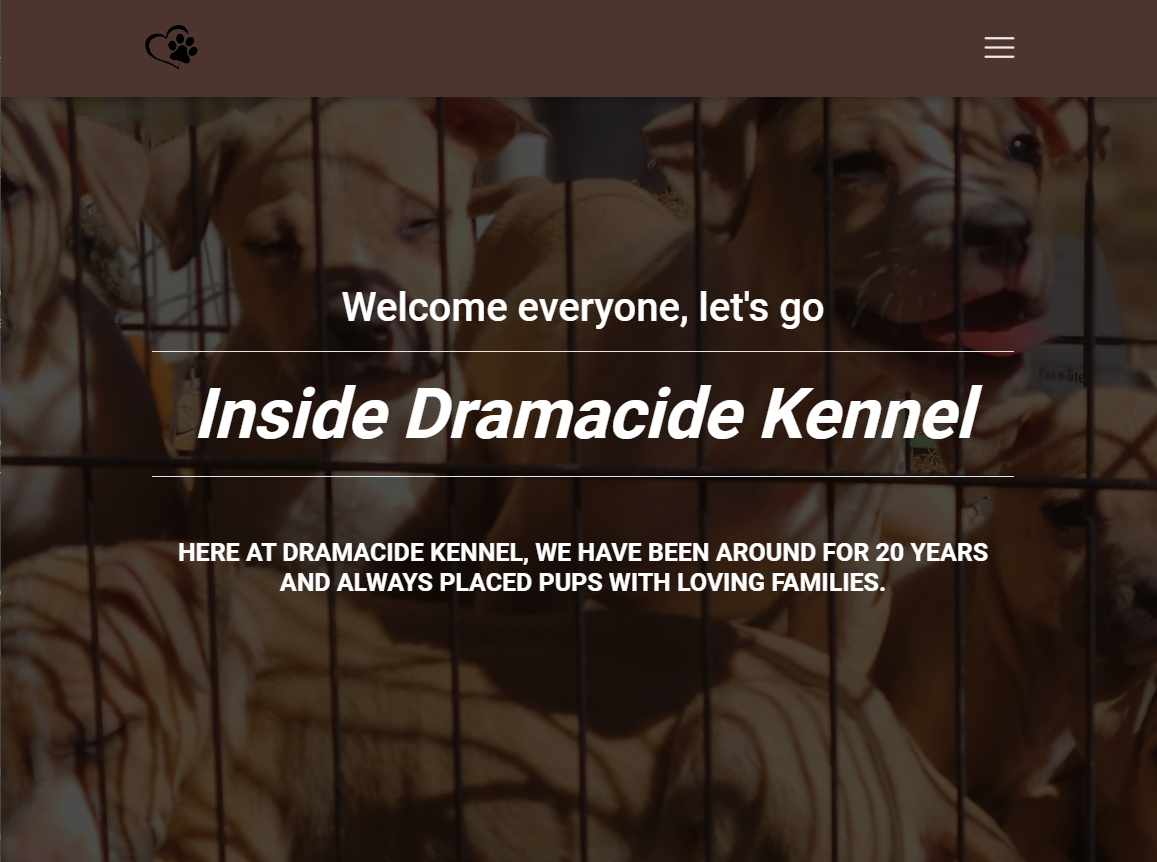 Welcome everyone, let's go
Inside Dramacide Kennel
HERE AT DRAMACIDE KENNEL, WE HAVE BEEN AROUND FOR 20 YEARS
AND ALWAYS PLACED PUPS WITH LOVING FAMILIES.